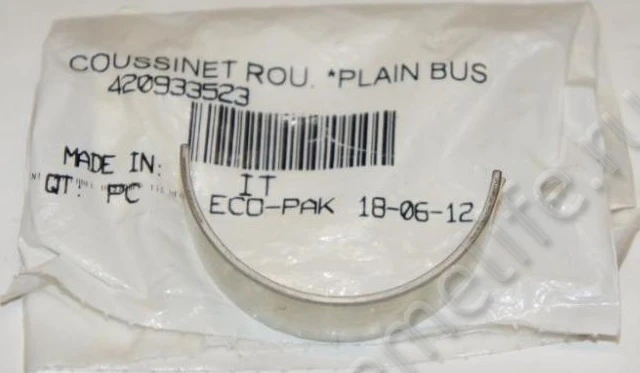 COUSSINET ROU. *PLAIN BUS
420933523
MADE IN:
IT
QT: PC
ECO-PAK 18-06-12